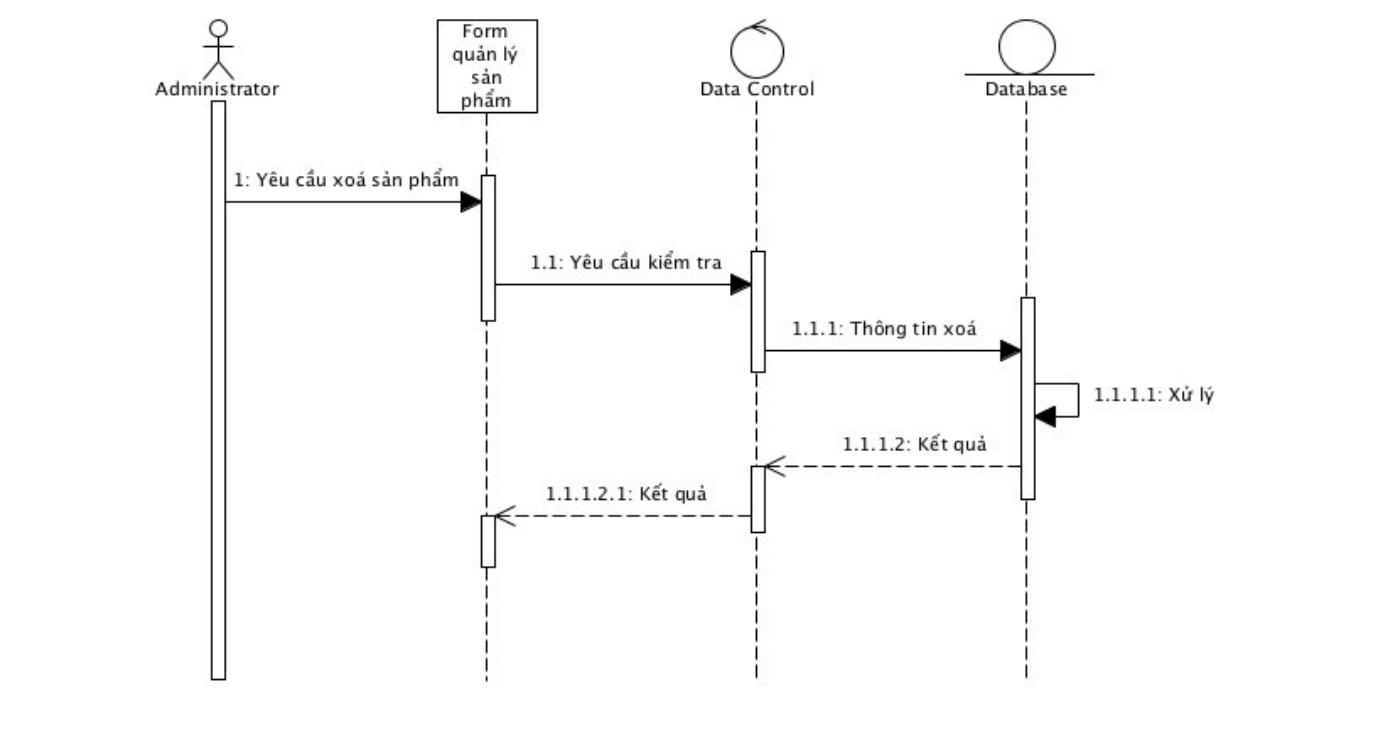 Form
quản lý
sản
phẩm
Administrator
Data Control
Database
1: Yêu cầu xoá sản phẩm
1.1: Yêu cầu kiểm tra
1.1.1: Thông tin xoá
1.1.1.1: Xử lý
1.1.1.2: Kết quả
1.1.1.2.1: Kết quả